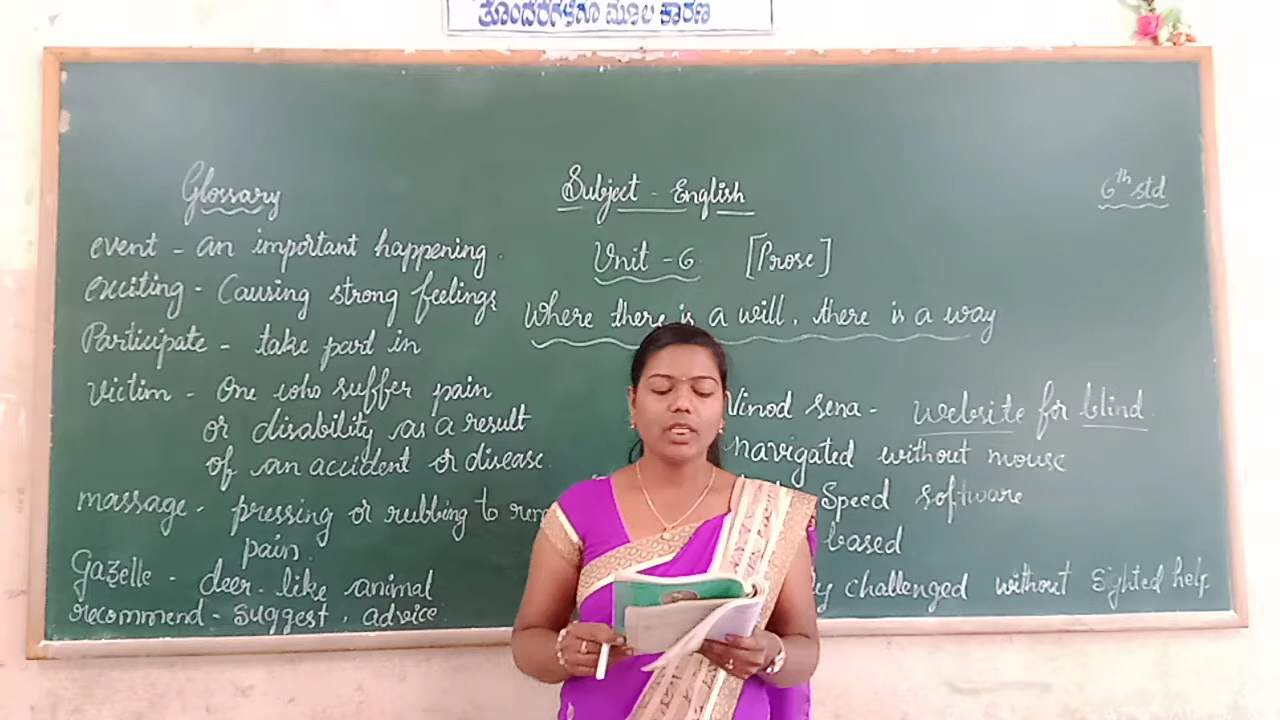 ತೊಂದರೆಗಳಿಗೂ ಮೂಲ ಕಾರಣ
Subject - English
6th std
Unit - 6 [Prose]
Where there is a will, there is a way
Glossary
event - an important happening.
exciting - Causing strong feelings
Participate - take part in
Victim - One who suffer pain
or disability as a result
of an accident or disease.
massage - pressing or rubbing to
pain.
Gazelle - deer-like animal
recommend - suggest, advice
Vinod sena - website for blind
navigated without mouse
Speed software
based
challenged without sighted help